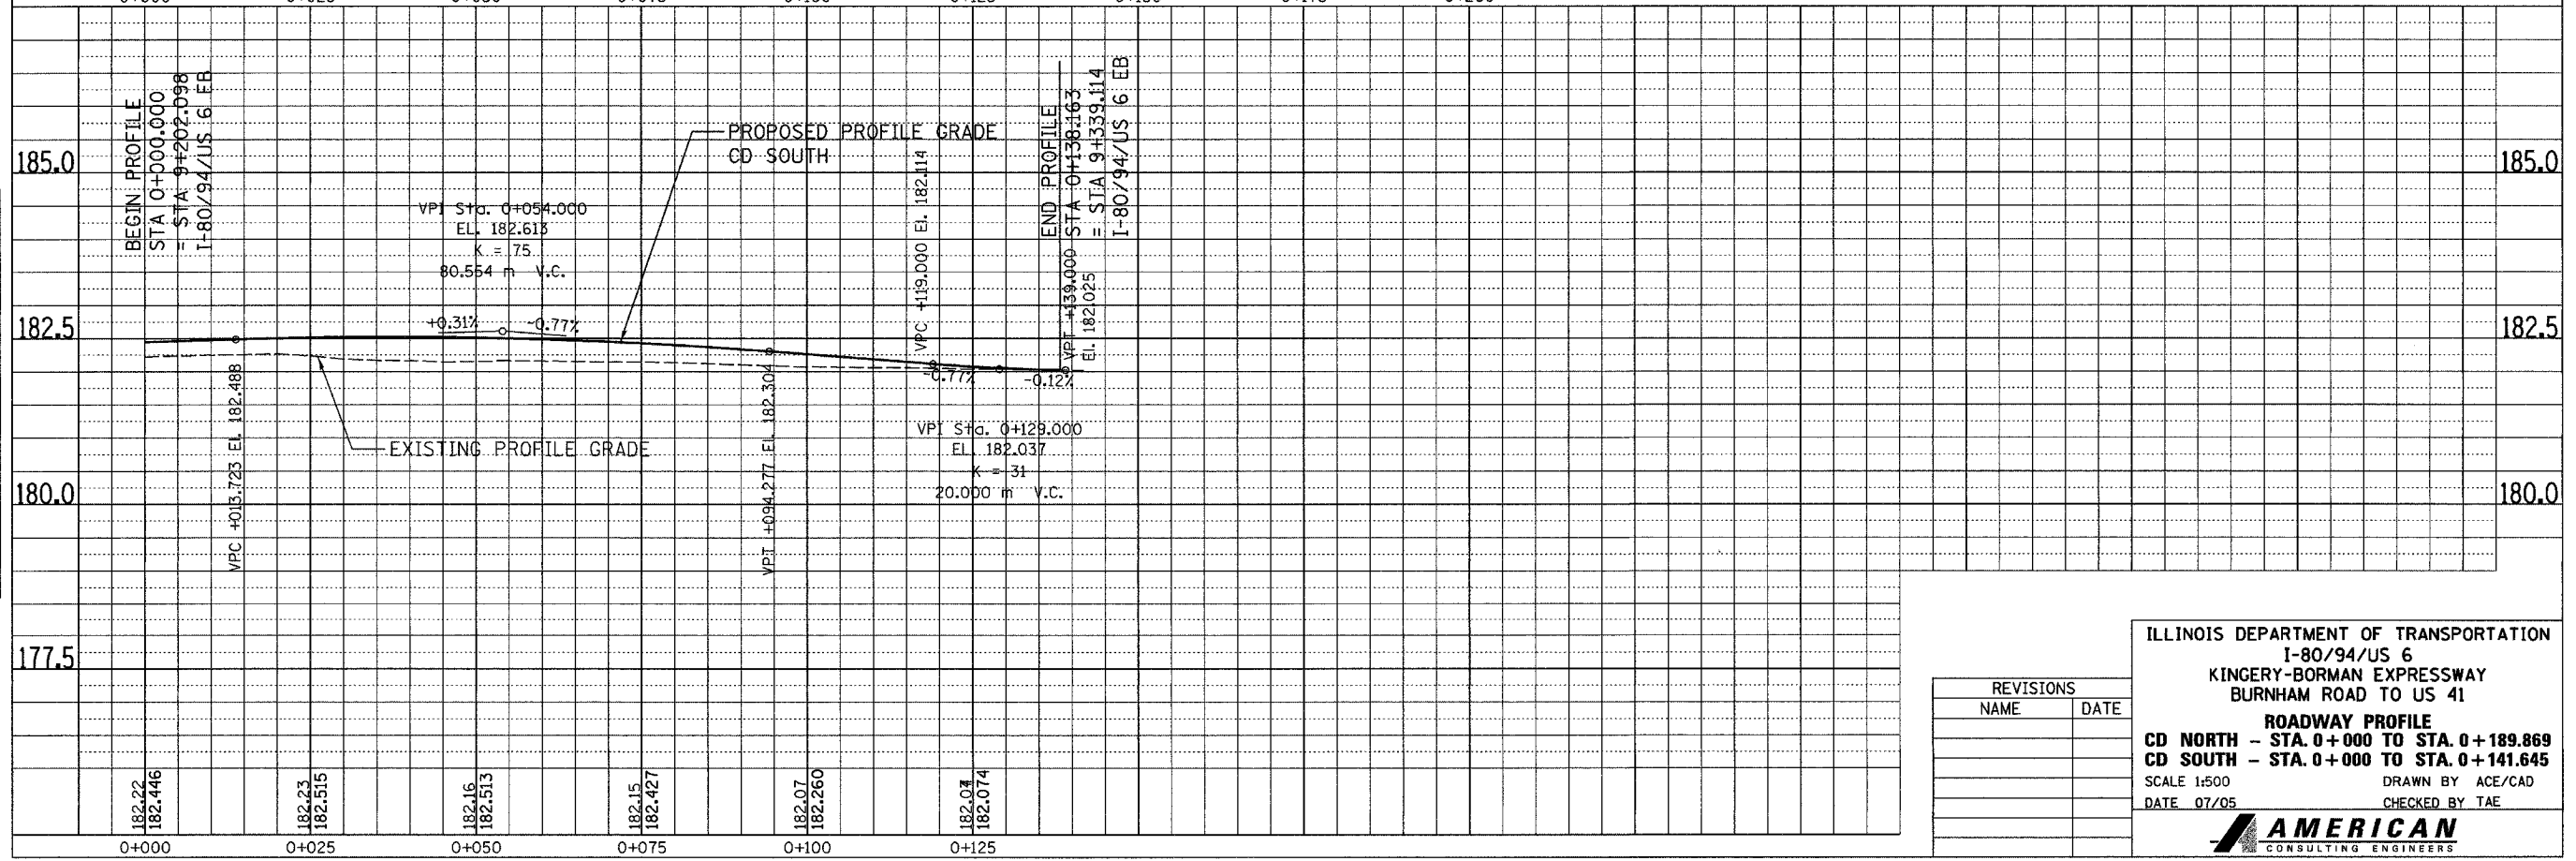 BEGIN PROFILE
STA 0+000.000
= STA 9+202.098
I-80/94/US 6 EB
PROPOSED PROFILE GRADE
CD SOUTH
END PROFILE
STA 0+138.163
= STA 9+339.114
I-80/94/US 6 EB
185.0
185.0
VPI Sta. 0+054.000
EL. 182.613
K = 75
80.554 m V.C.
VPC +119.000 El. 182.114
VPT +139.000
EL 182.025
182.5
182.5
+0.31%
-0.77%
-0.77%
-0.12%
VPC +013.723 EL 182.488
VPT +094.277 EL 182.304
EXISTING PROFILE GRADE
VPI Sta. 0+129.000
EL 182.037
K = 31
20.000 m V.C.
180.0
180.0
177.5
182.22
182.446
182.23
182.515
182.16
182.513
182.15
182.427
182.07
182.260
182.074
0+000
0+025
0+050
0+075
0+100
0+125
REVISIONS
NAME DATE
ILLINOIS DEPARTMENT OF TRANSPORTATION
I-80/94/US 6
KINGERY-BORMAN EXPRESSWAY
BURNHAM ROAD TO US 41
ROADWAY PROFILE
CD NORTH - STA. 0+000 TO STA. 0+189.869
CD SOUTH - STA. 0+000 TO STA. 0+141.645
SCALE 1:500 DRAWN BY ACE/CAD
DATE 07/05 CHECKED BY TAE
AMERICAN
CONSULTING ENGINEERS